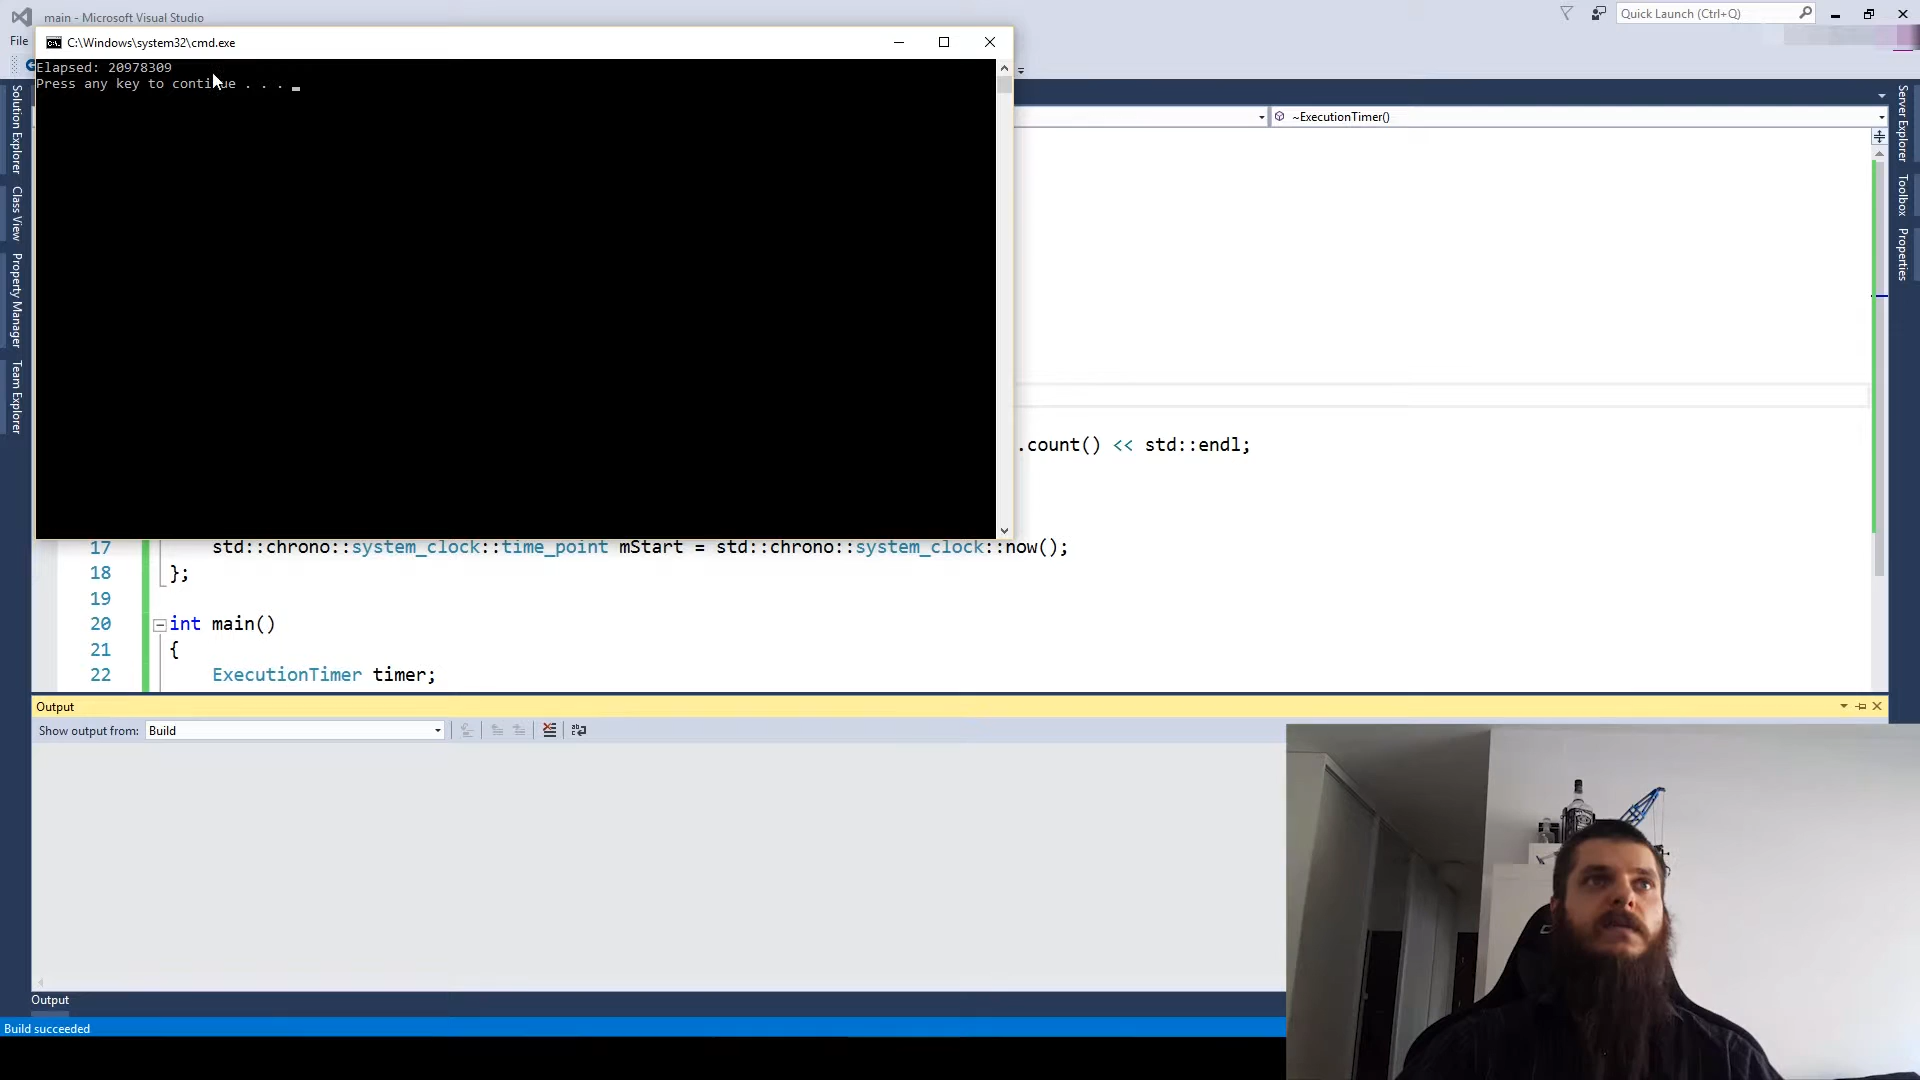 main - Microsoft Visual Studio
Quick Launch (Ctrl+Q)
File
C:\Windows\system32\cmd.exe
Elapsed: 20978309
Press any key to continue . . .
~ExecutionTimer()
Solution Explorer
Class View
Property Manager
Team Explorer
Server Explorer
Toolbox
Properties
.count() << std::endl;
17 std::chrono::system_clock::time_point mStart = std::chrono::system_clock::now();
18 };
19
20 int main()
21 {
22 ExecutionTimer timer;
Output
Show output from: Build
Output
Build succeeded